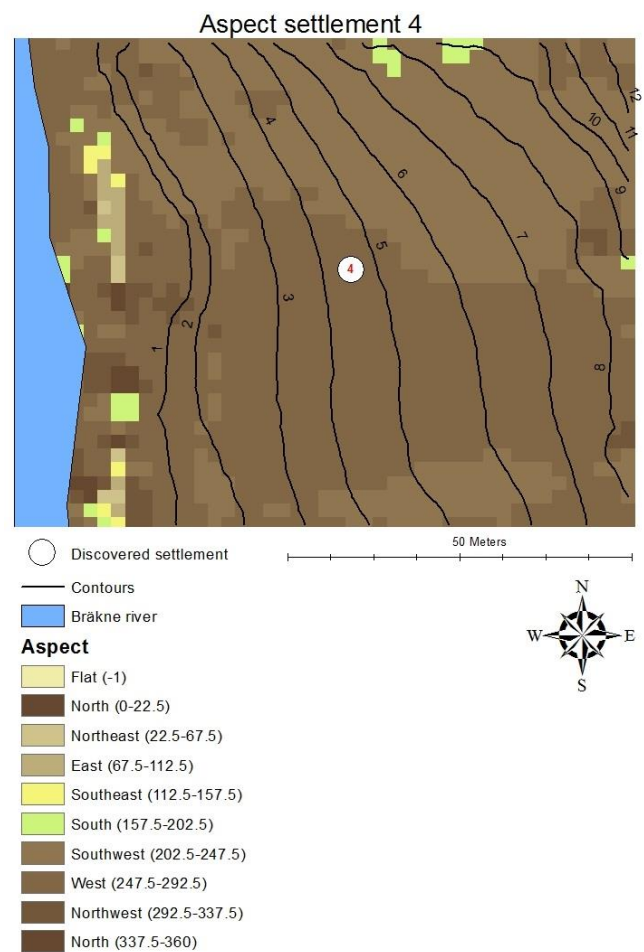 Aspect settlement 4
12
11
10
9
4
6
7
5
4
3
2
1
8
Discovered settlement
50 Meters
Contours
Bräkne river
N
W
E
S
Aspect
Flat (-1)
North (0-22.5)
Northeast (22.5-67.5)
East (67.5-112.5)
Southeast (112.5-157.5)
South (157.5-202.5)
Southwest (202.5-247.5)
West (247.5-292.5)
Northwest (292.5-337.5)
North (337.5-360)